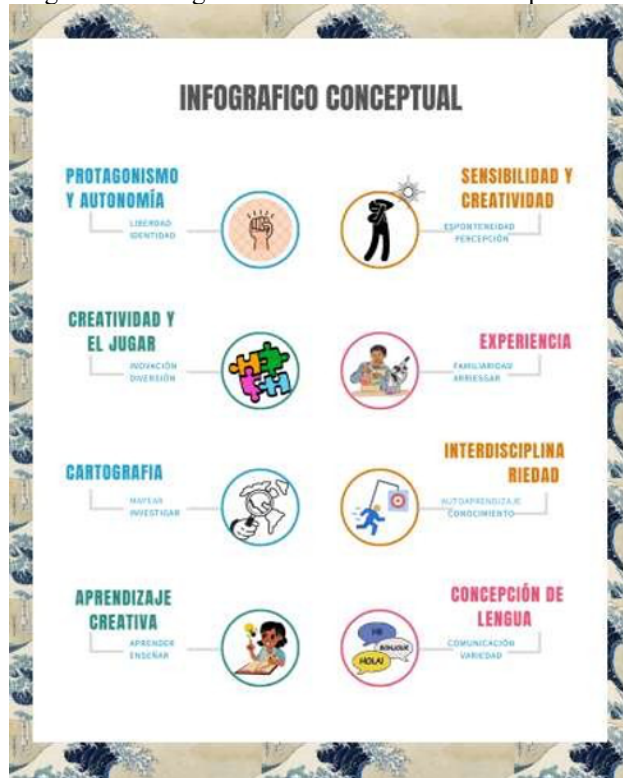 INFOGRAFICO CONCEPTUAL
PROTAGONISMO
Y AUTONOMÍA
LIBERDAD
IDENTIDAD
SENSIBILIDAD Y
CREATIVIDAD
ESPONTENEIDAD
PERCEPCIÓN
CREATIVIDAD Y
EL JUGAR
INOVACIÓN
DIVERSIÓN
EXPERIENCIA
FAMILIARIDAD
ARRIESGAR
CARTOGRAFIA
MAPEAR
INVESTIGAR
INTERDISCIPLINA
RIEDAD
AUTOAPRENDIZAJE
CONOCIMIENTO
APRENDIZAJE
CREATIVA
APRENDER
ENSEÑAR
CONCEPCIÓN DE
LENGUA
COMUNICACIÓN
VARIEDAD
HI!
BONJOUR
HOLA!